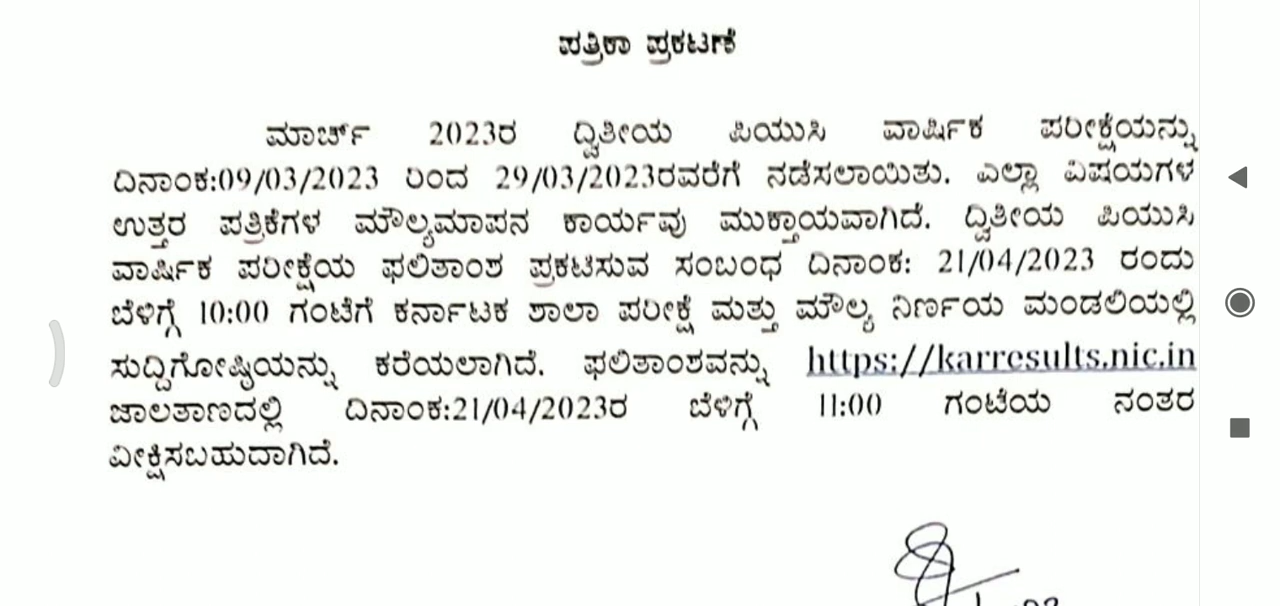 ಪತ್ರಿಕಾ ಪ್ರಕಟಣೆ
ಮಾರ್ಚ್ 2023ರ ದ್ವಿತೀಯ ಪಿಯುಸಿ ವಾರ್ಷಿಕ ಪರೀಕ್ಷೆಯನ್ನು
ದಿನಾಂಕ:09/03/2023 ರಿಂದ 29/03/2023ರವರೆಗೆ ನಡೆಸಲಾಯಿತು. ಎಲ್ಲಾ ವಿಷಯಗಳ
ಉತ್ತರ ಪತ್ರಿಕೆಗಳ ಮೌಲ್ಯಮಾಪನ ಕಾರ್ಯವು ಮುಕ್ತಾಯವಾಗಿದೆ. ದ್ವಿತೀಯ ಪಿಯುಸಿ
ವಾರ್ಷಿಕ ಪರೀಕ್ಷೆಯ ಫಲಿತಾಂಶ ಪ್ರಕಟಿಸುವ ಸಂಬಂಧ ದಿನಾಂಕ: 21/04/2023 ರಂದು
ಬೆಳಿಗ್ಗೆ 10:00 ಗಂಟೆಗೆ ಕರ್ನಾಟಕ ಶಾಲಾ ಪರೀಕ್ಷೆ ಮತ್ತು ಮೌಲ್ಯ ನಿರ್ಣಯ ಮಂಡಲಿಯಲ್ಲಿ
ಸುದ್ದಿಗೋಷ್ಠಿಯನ್ನು ಕರೆಯಲಾಗಿದೆ. ಫಲಿತಾಂಶವನ್ನು https://karresults.nic.in
ಜಾಲತಾಣದಲ್ಲಿ ದಿನಾಂಕ:21/04/2023ರ ಬೆಳಿಗ್ಗೆ 11:00 ಗಂಟೆಯ ನಂತರ
ವೀಕ್ಷಿಸಬಹುದಾಗಿದೆ.